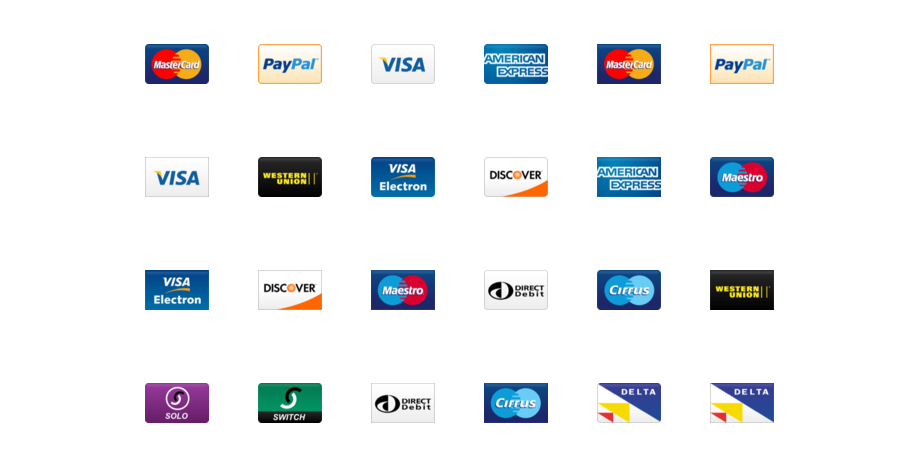 MasterCard
PayPal
VISA
AMERICAN
EXPRESS
MasterCard
PayPal
VISA
WESTERN
UNION
VISA
Electron
DISCOVER
AMERICAN
EXPRESS
Maestro
VISA
Electron
DISCOVER
Maestro
DIRECT
Debit
Cirrus
WESTERN
UNION
SOLO
SWITCH
DIRECT
Debit
Cirrus
DELTA
DELTA